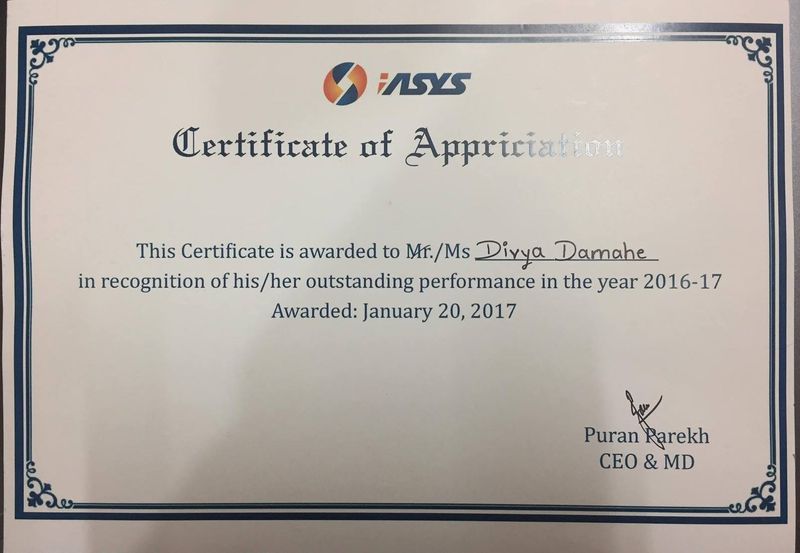 iASYS
Certificate of Appriciation
This Certificate is awarded to Mr./Ms Divya Damahe
in recognition of his/her outstanding performance in the year 2016-17
Awarded: January 20, 2017
Puran Parekh
CEO & MD